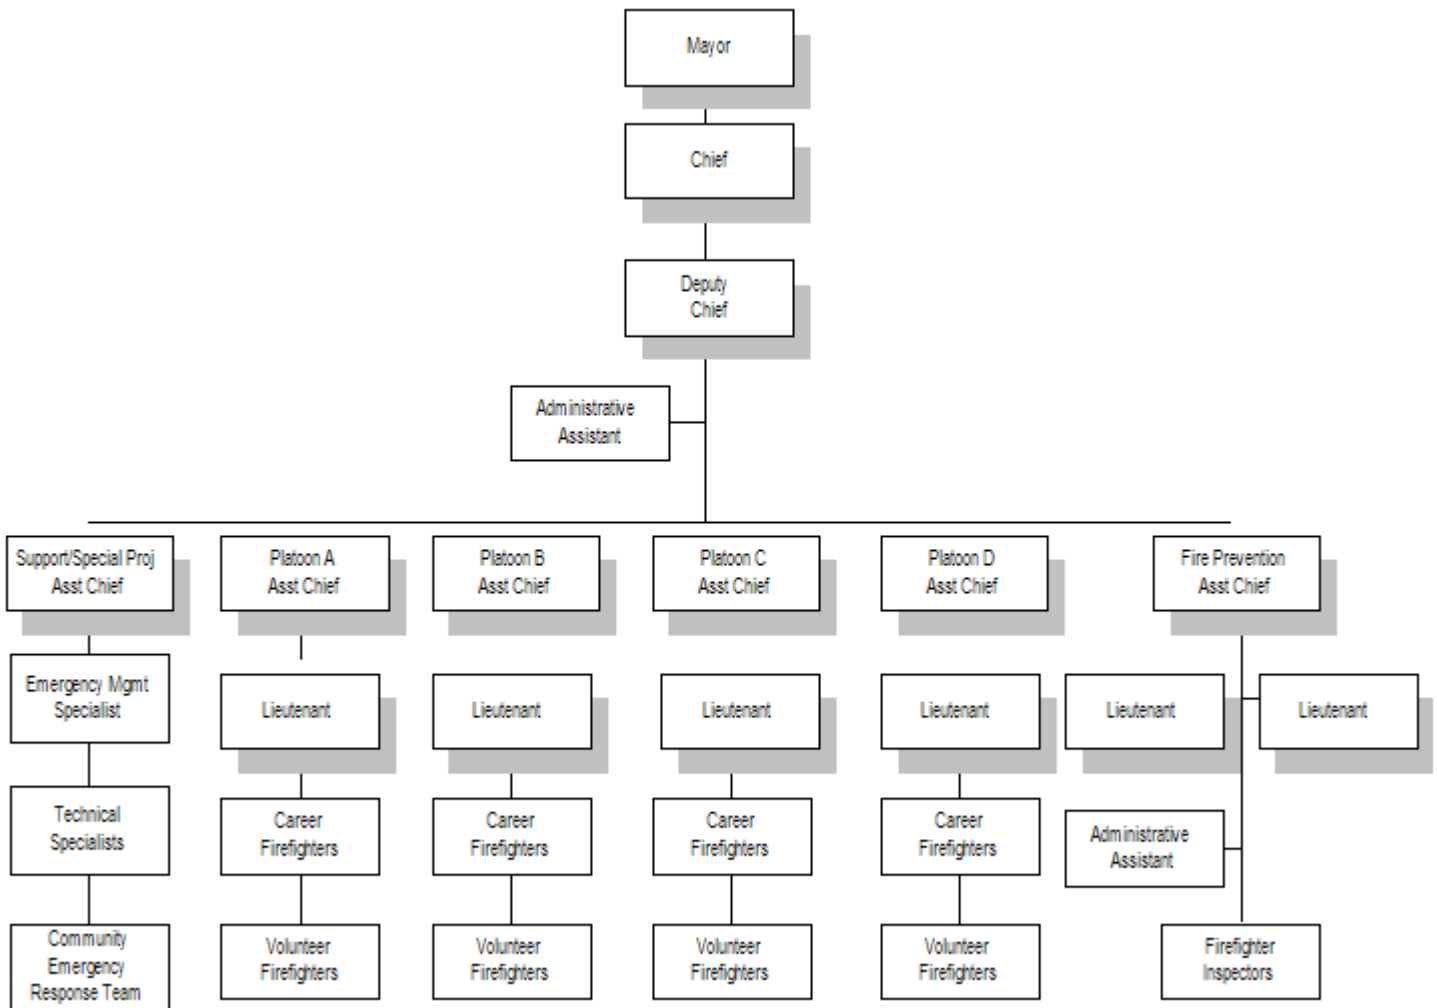 Mayor
Chief
Deputy
Chief
Administrative
Assistant
Support/Special Proj
Asst Chief
Platoon A
Asst Chief
Platoon B
Asst Chief
Platoon C
Asst Chief
Platoon D
Asst Chief
Fire Prevention
Asst Chief
Emergency Mgmt
Specialist
Lieutenant
Lieutenant
Lieutenant
Lieutenant
Lieutenant
Lieutenant
Technical
Specialists
Career
Firefighters
Career
Firefighters
Career
Firefighters
Career
Firefighters
Administrative
Assistant
Community
Emergency
Response Team
Volunteer
Firefighters
Volunteer
Firefighters
Volunteer
Firefighters
Volunteer
Firefighters
Firefighter
Inspectors